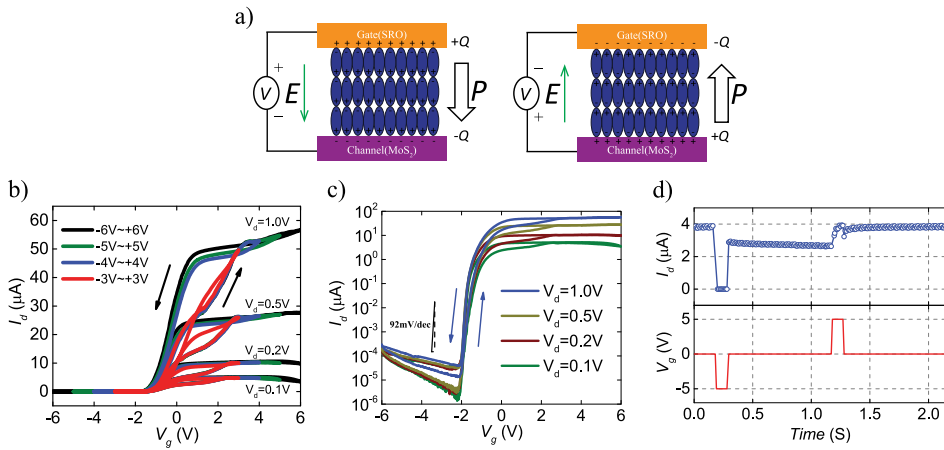 a)
Gate(SRO)
+ + + + + + + + +
+Q
V
+
−
E
P
- - - - - - - - -
Channel(MoS2)
-Q
Gate(SRO)
- - - - - - - - -
-Q
V
−
+
E
P
+ + + + + + + + +
Channel(MoS2)
+Q
b)
Id (μA)
60
50
40
30
20
10
0
-6V~+6V
-5V~+5V
-4V~+4V
-3V~+3V
Vd=1.0V
Vd=0.5V
Vd=0.2V
Vd=0.1V
-4 -2 0 2 4 6
Vg (V)
c)
Id (μA)
10^2
10^1
10^0
10^-1
10^-2
10^-3
10^-4
10^-5
10^-6
92mV/dec
Vd=1.0V
Vd=0.5V
Vd=0.2V
Vd=0.1V
-6 -4 -2 0 2 4 6
Vg (V)
d)
Id (μA)
4
2
0
Vg (V)
5
0
-5
0.0 0.5 1.0 1.5 2.0
Time (S)